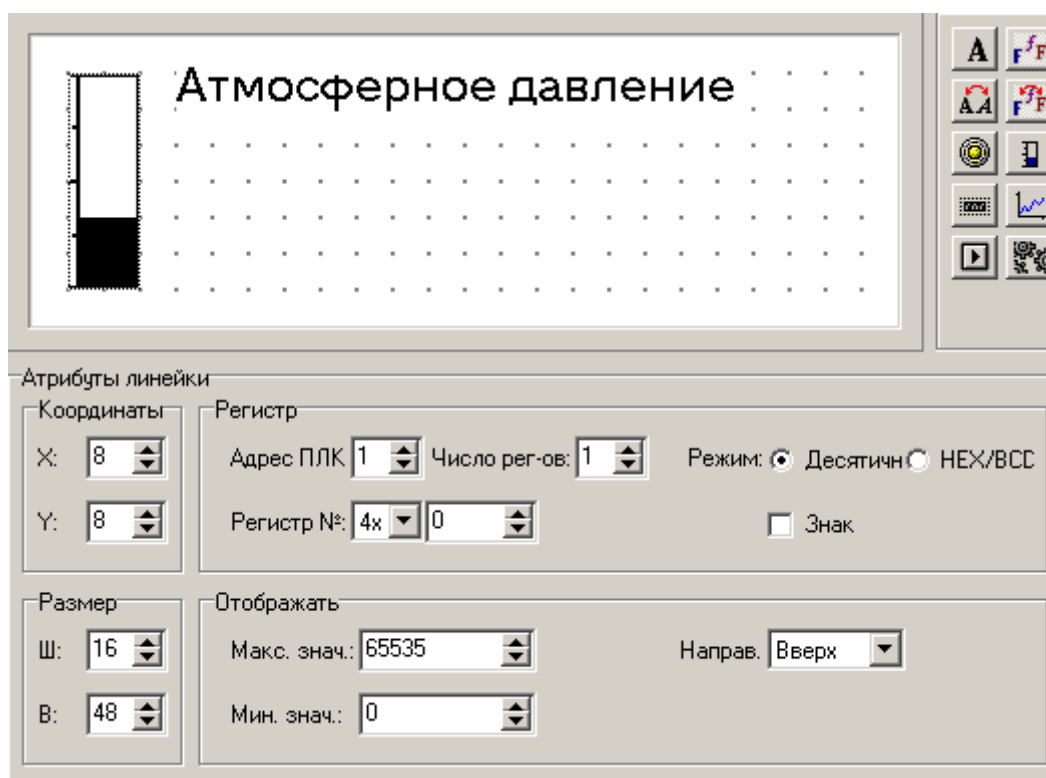 Атмосферное давление
A
F f F
A A
F f F
Атрибуты линейки
Координаты
Регистр
X: 8
Адрес ПЛК 1 Число рег-ов: 1 Режим: Десятичн HEX/BCD
Y: 8
Регистр №: 4x 0 Знак
Размер
Отображать
Ш: 16
Макс. знач.: 65535 Направ. Вверх
В: 48
Мин. знач.: 0